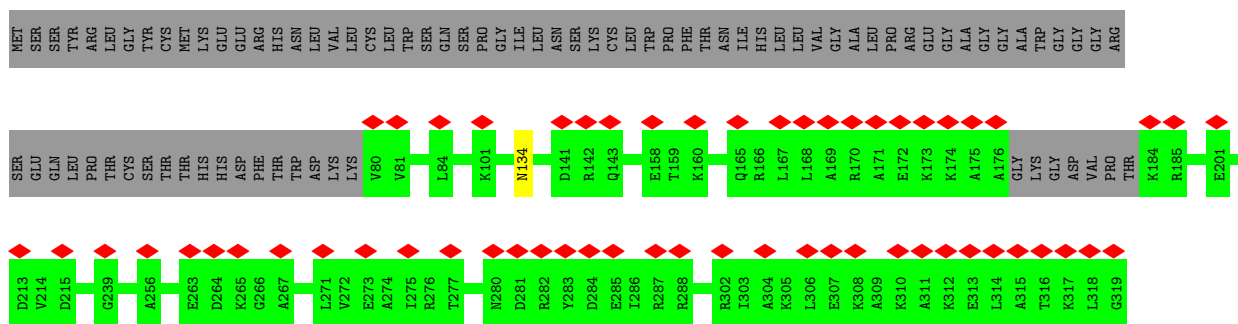 MET SER SER TYR ARG LEU GLY TYR CYS MET LYS GLU GLU ARG HIS ASN LEU VAL LEU CYS LEU TRP SER GLN SER PRO GLY ILE LEU ASN SER LYS CYS LEU TRP PRO PHE THR ASN ILE HIS LEU LEU VAL GLY ALA LEU PRO ARG GLU GLY ALA GLY GLY ALA TRP GLY GLY GLY ARG
SER GLU GLN LEU PRO THR CYS SER THR THR HIS HIS ASP PHE THR TRP ASP LYS LYS V80 V81 L84 K101 N134 D141 R142 Q143 E158 T159 K160 Q165 R166 L167 L168 A169 R170 A171 E172 K173 K174 A175 A176 GLY LYS GLY ASP VAL PRO THR K184 R185 E201
D213 V214 D215 G239 A256 E263 D264 K265 G266 A267 L271 V272 E273 A274 I275 R276 T277 N280 D281 R282 Y283 D284 E285 I286 R287 R288 R302 I303 A304 K305 L306 E307 K308 A309 K310 A311 K312 E313 L314 A315 T316 K317 L318 G319